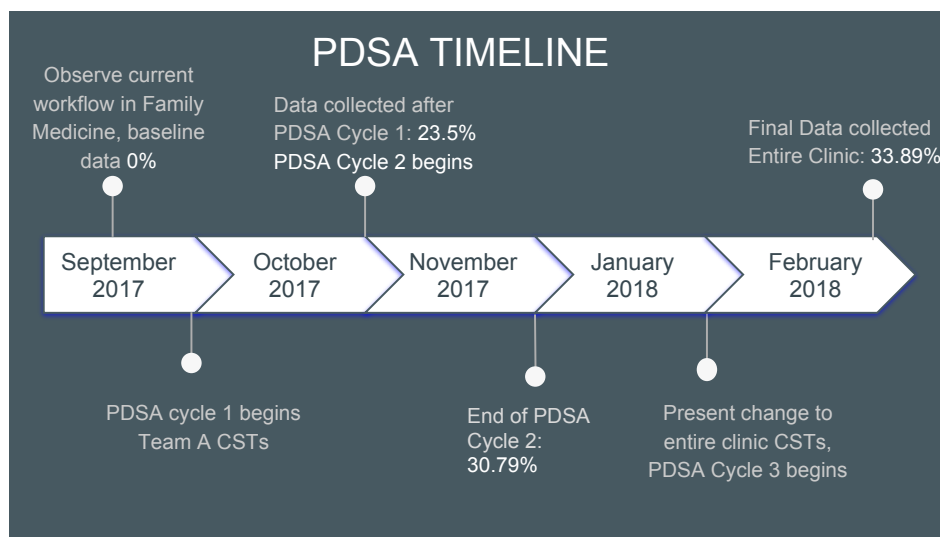 PDSA TIMELINE
Observe current
workflow in Family
Medicine, baseline
data 0%
Data collected after
PDSA Cycle 1: 23.5%
PDSA Cycle 2 begins
Final Data collected
Entire Clinic: 33.89%
September
2017
October
2017
November
2017
January
2018
February
2018
PDSA cycle 1 begins
Team A CSTs
End of PDSA
Cycle 2:
30.79%
Present change to
entire clinic CSTs,
PDSA Cycle 3 begins